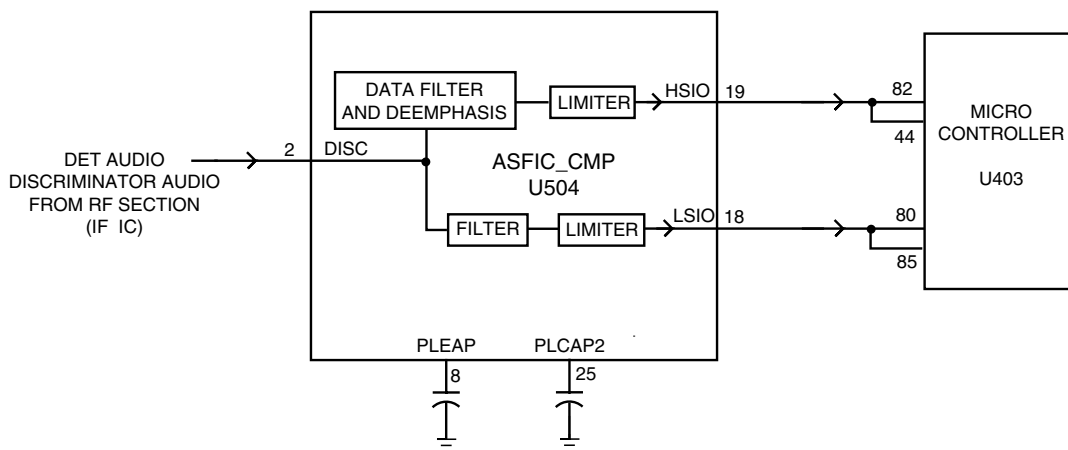 DATA FILTER
AND DEEMPHASIS
LIMITER
HSIO
19
82
44
MICRO
CONTROLLER
U403
DET AUDIO
DISCRIMINATOR AUDIO
FROM RF SECTION
(IF IC)
2
DISC
ASFIC_CMP
U504
FILTER
LIMITER
LSIO
18
80
85
PLEAP
8
PLCAP2
25